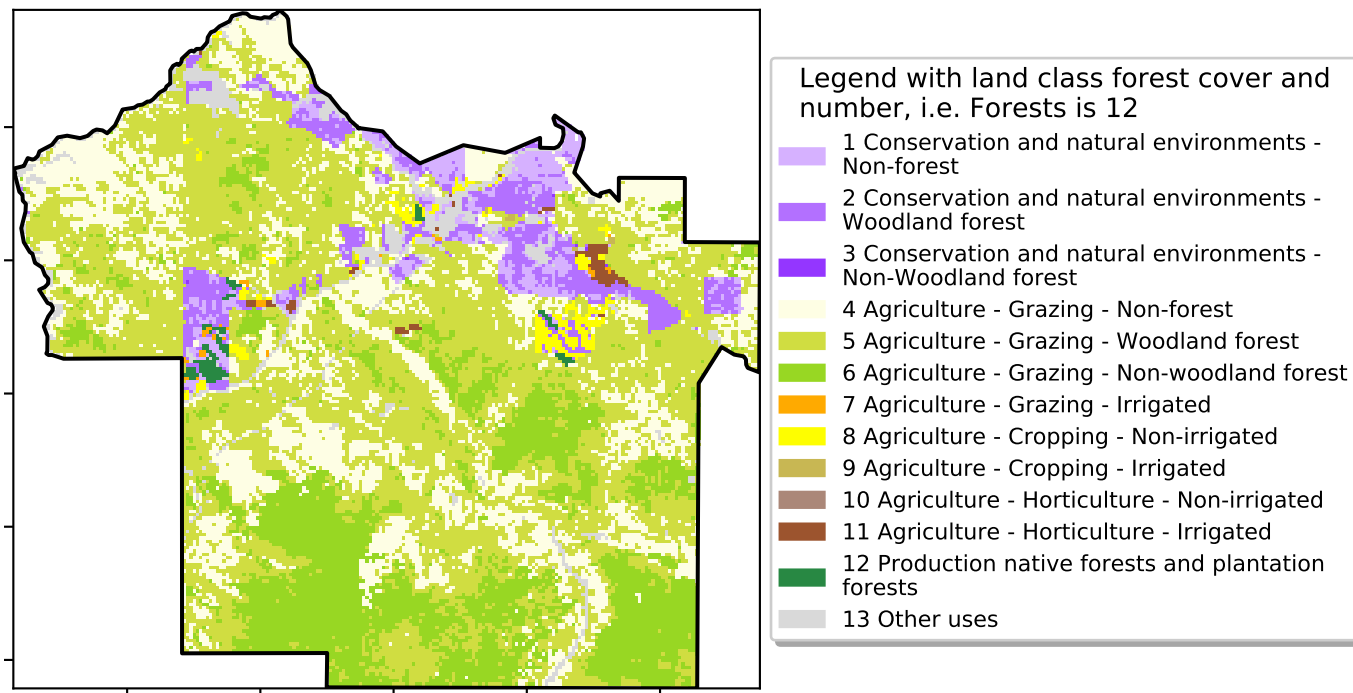 Legend with land class forest cover and
number, i.e. Forests is 12
1 Conservation and natural environments -
Non-forest
2 Conservation and natural environments -
Woodland forest
3 Conservation and natural environments -
Non-Woodland forest
4 Agriculture - Grazing - Non-forest
5 Agriculture - Grazing - Woodland forest
6 Agriculture - Grazing - Non-woodland forest
7 Agriculture - Grazing - Irrigated
8 Agriculture - Cropping - Non-irrigated
9 Agriculture - Cropping - Irrigated
10 Agriculture - Horticulture - Non-irrigated
11 Agriculture - Horticulture - Irrigated
12 Production native forests and plantation
forests
13 Other uses